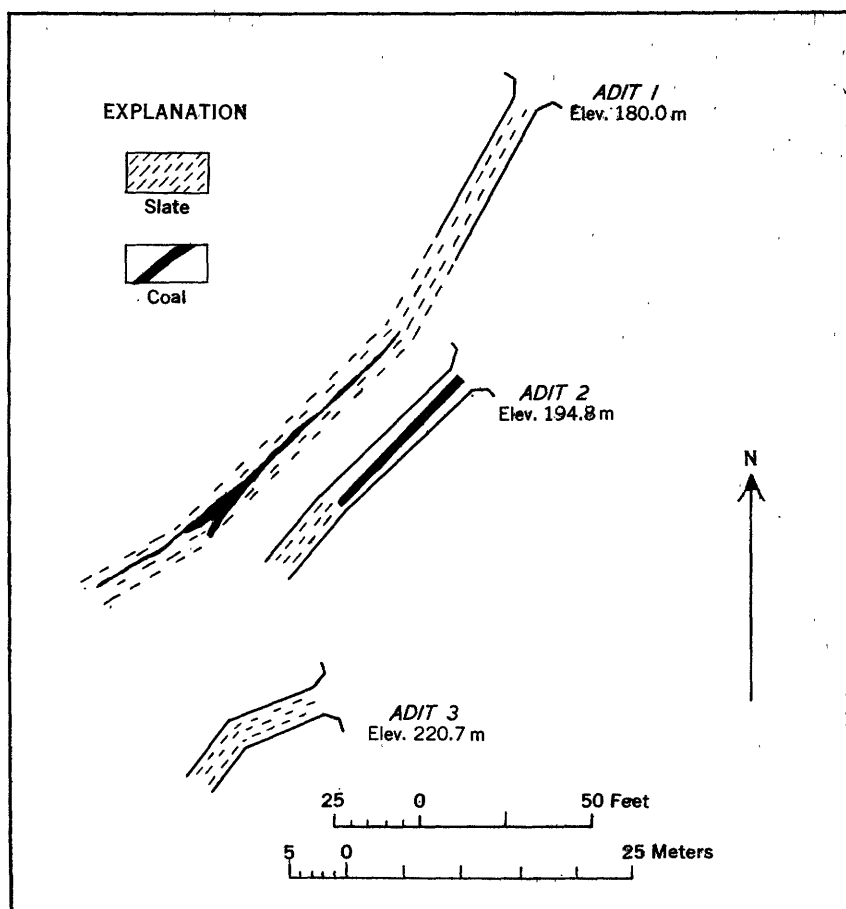 ADIT 1
Elev. 180.0 m
EXPLANATION
Slate
Coal
ADIT 2
Elev. 194.8 m
N
ADIT 3
Elev. 220.7 m
25 0 50 Feet
5 0 25 Meters